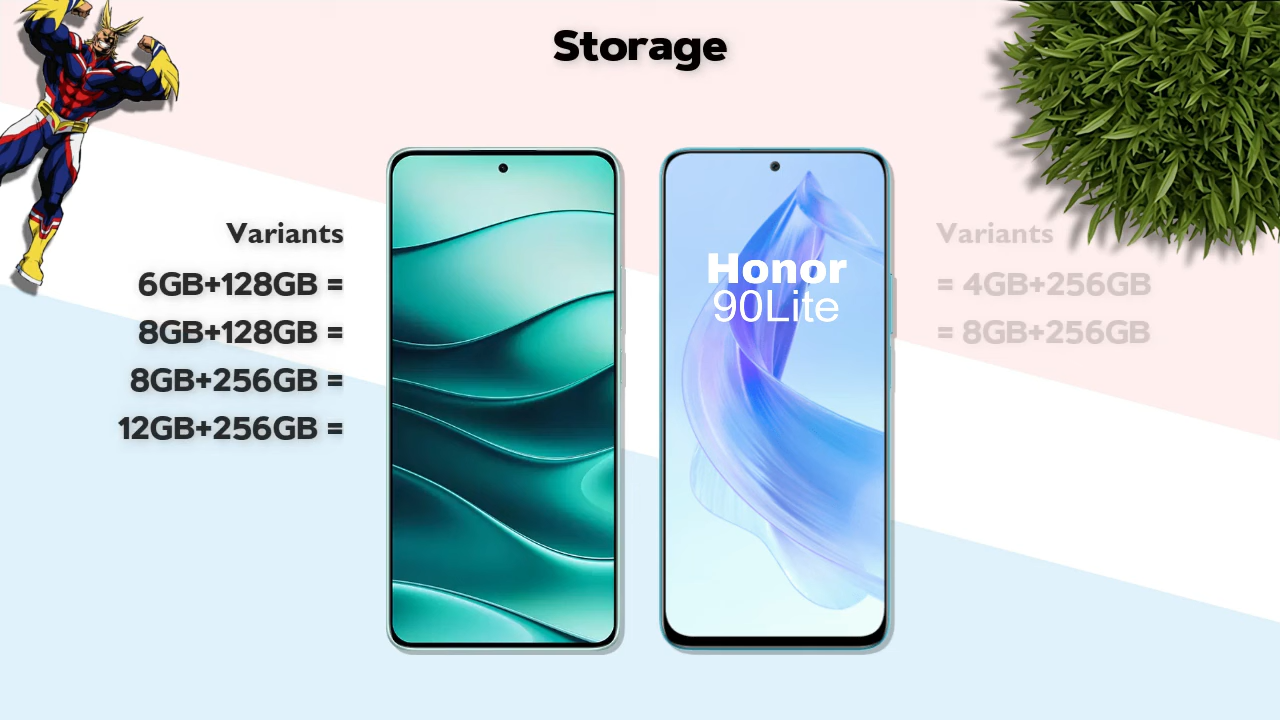 Storage
Variants
6GB+128GB =
8GB+128GB =
8GB+256GB =
12GB+256GB =
Honor
90Lite
Variants
= 4GB+256GB
= 8GB+256GB